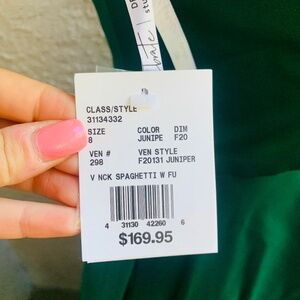 CLASS/STYLE
31134332
SIZE COLOR DIM
8 JUNIPE F20
VEN # VEN STYLE
298 F20131 JUNIPER
V NCK SPAGHETTI W FU
4 31130 42260 6
$169.95